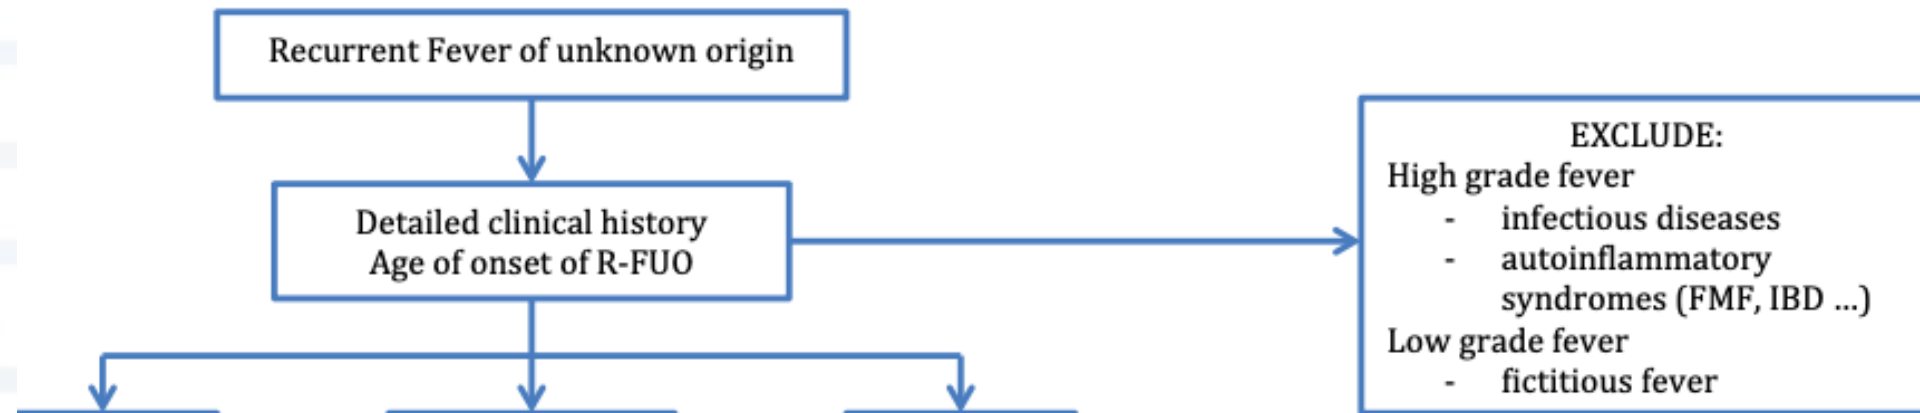 Recurrent Fever of unknown origin
Detailed clinical history
Age of onset of R-FUO
EXCLUDE:
High grade fever
- infectious diseases
- autoinflammatory
syndromes (FMF, IBD ...)
Low grade fever
- fictitious fever